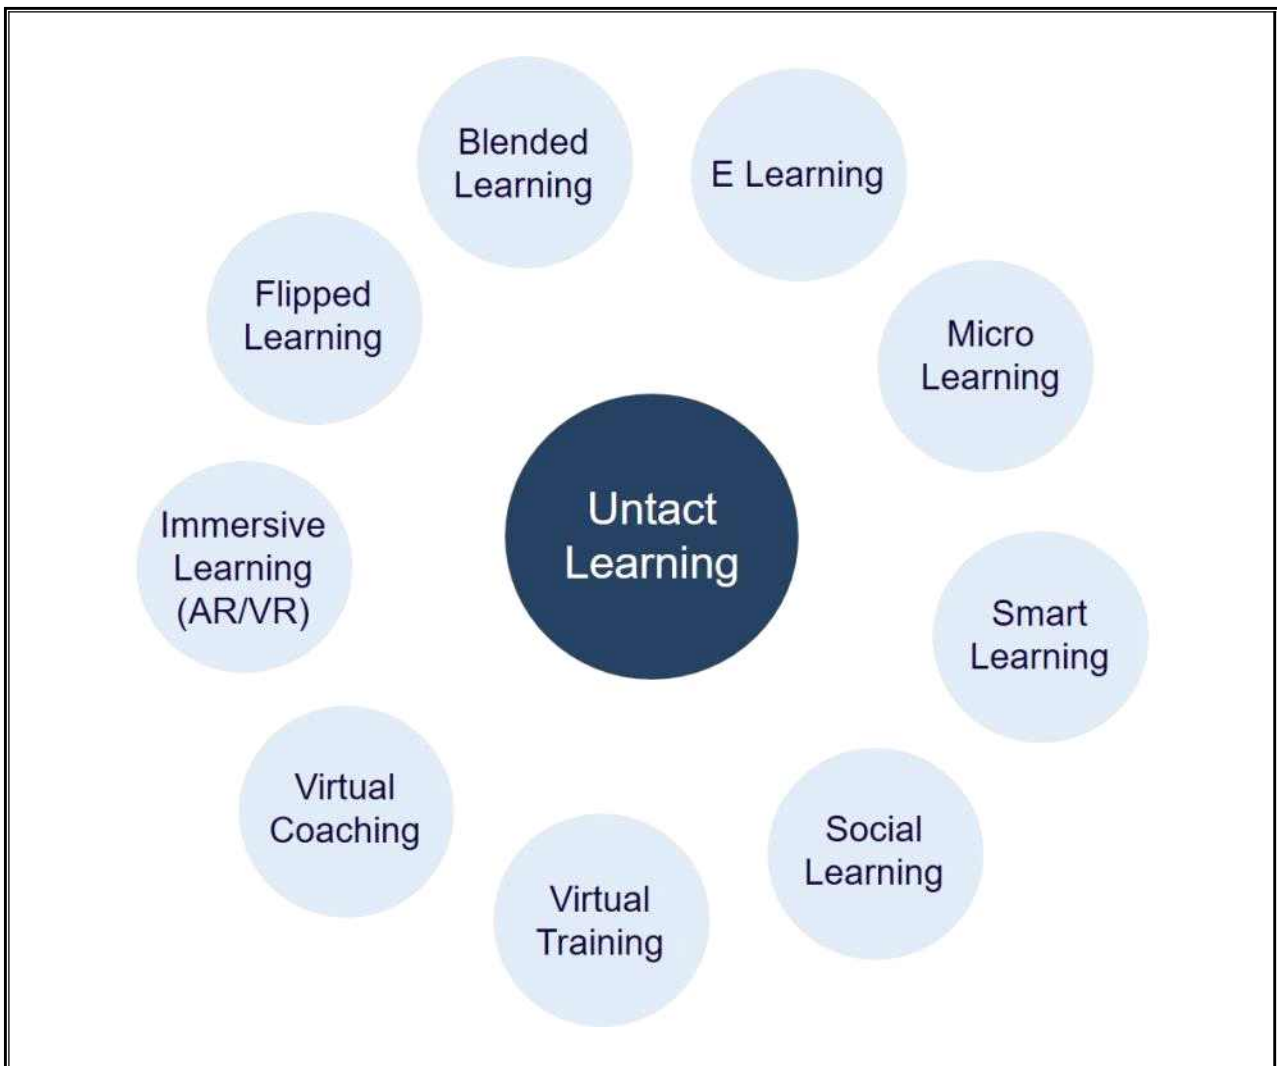 Blended
Learning
E Learning
Flipped
Learning
Micro
Learning
Untact
Learning
Immersive
Learning
(AR/VR)
Smart
Learning
Virtual
Coaching
Social
Learning
Virtual
Training